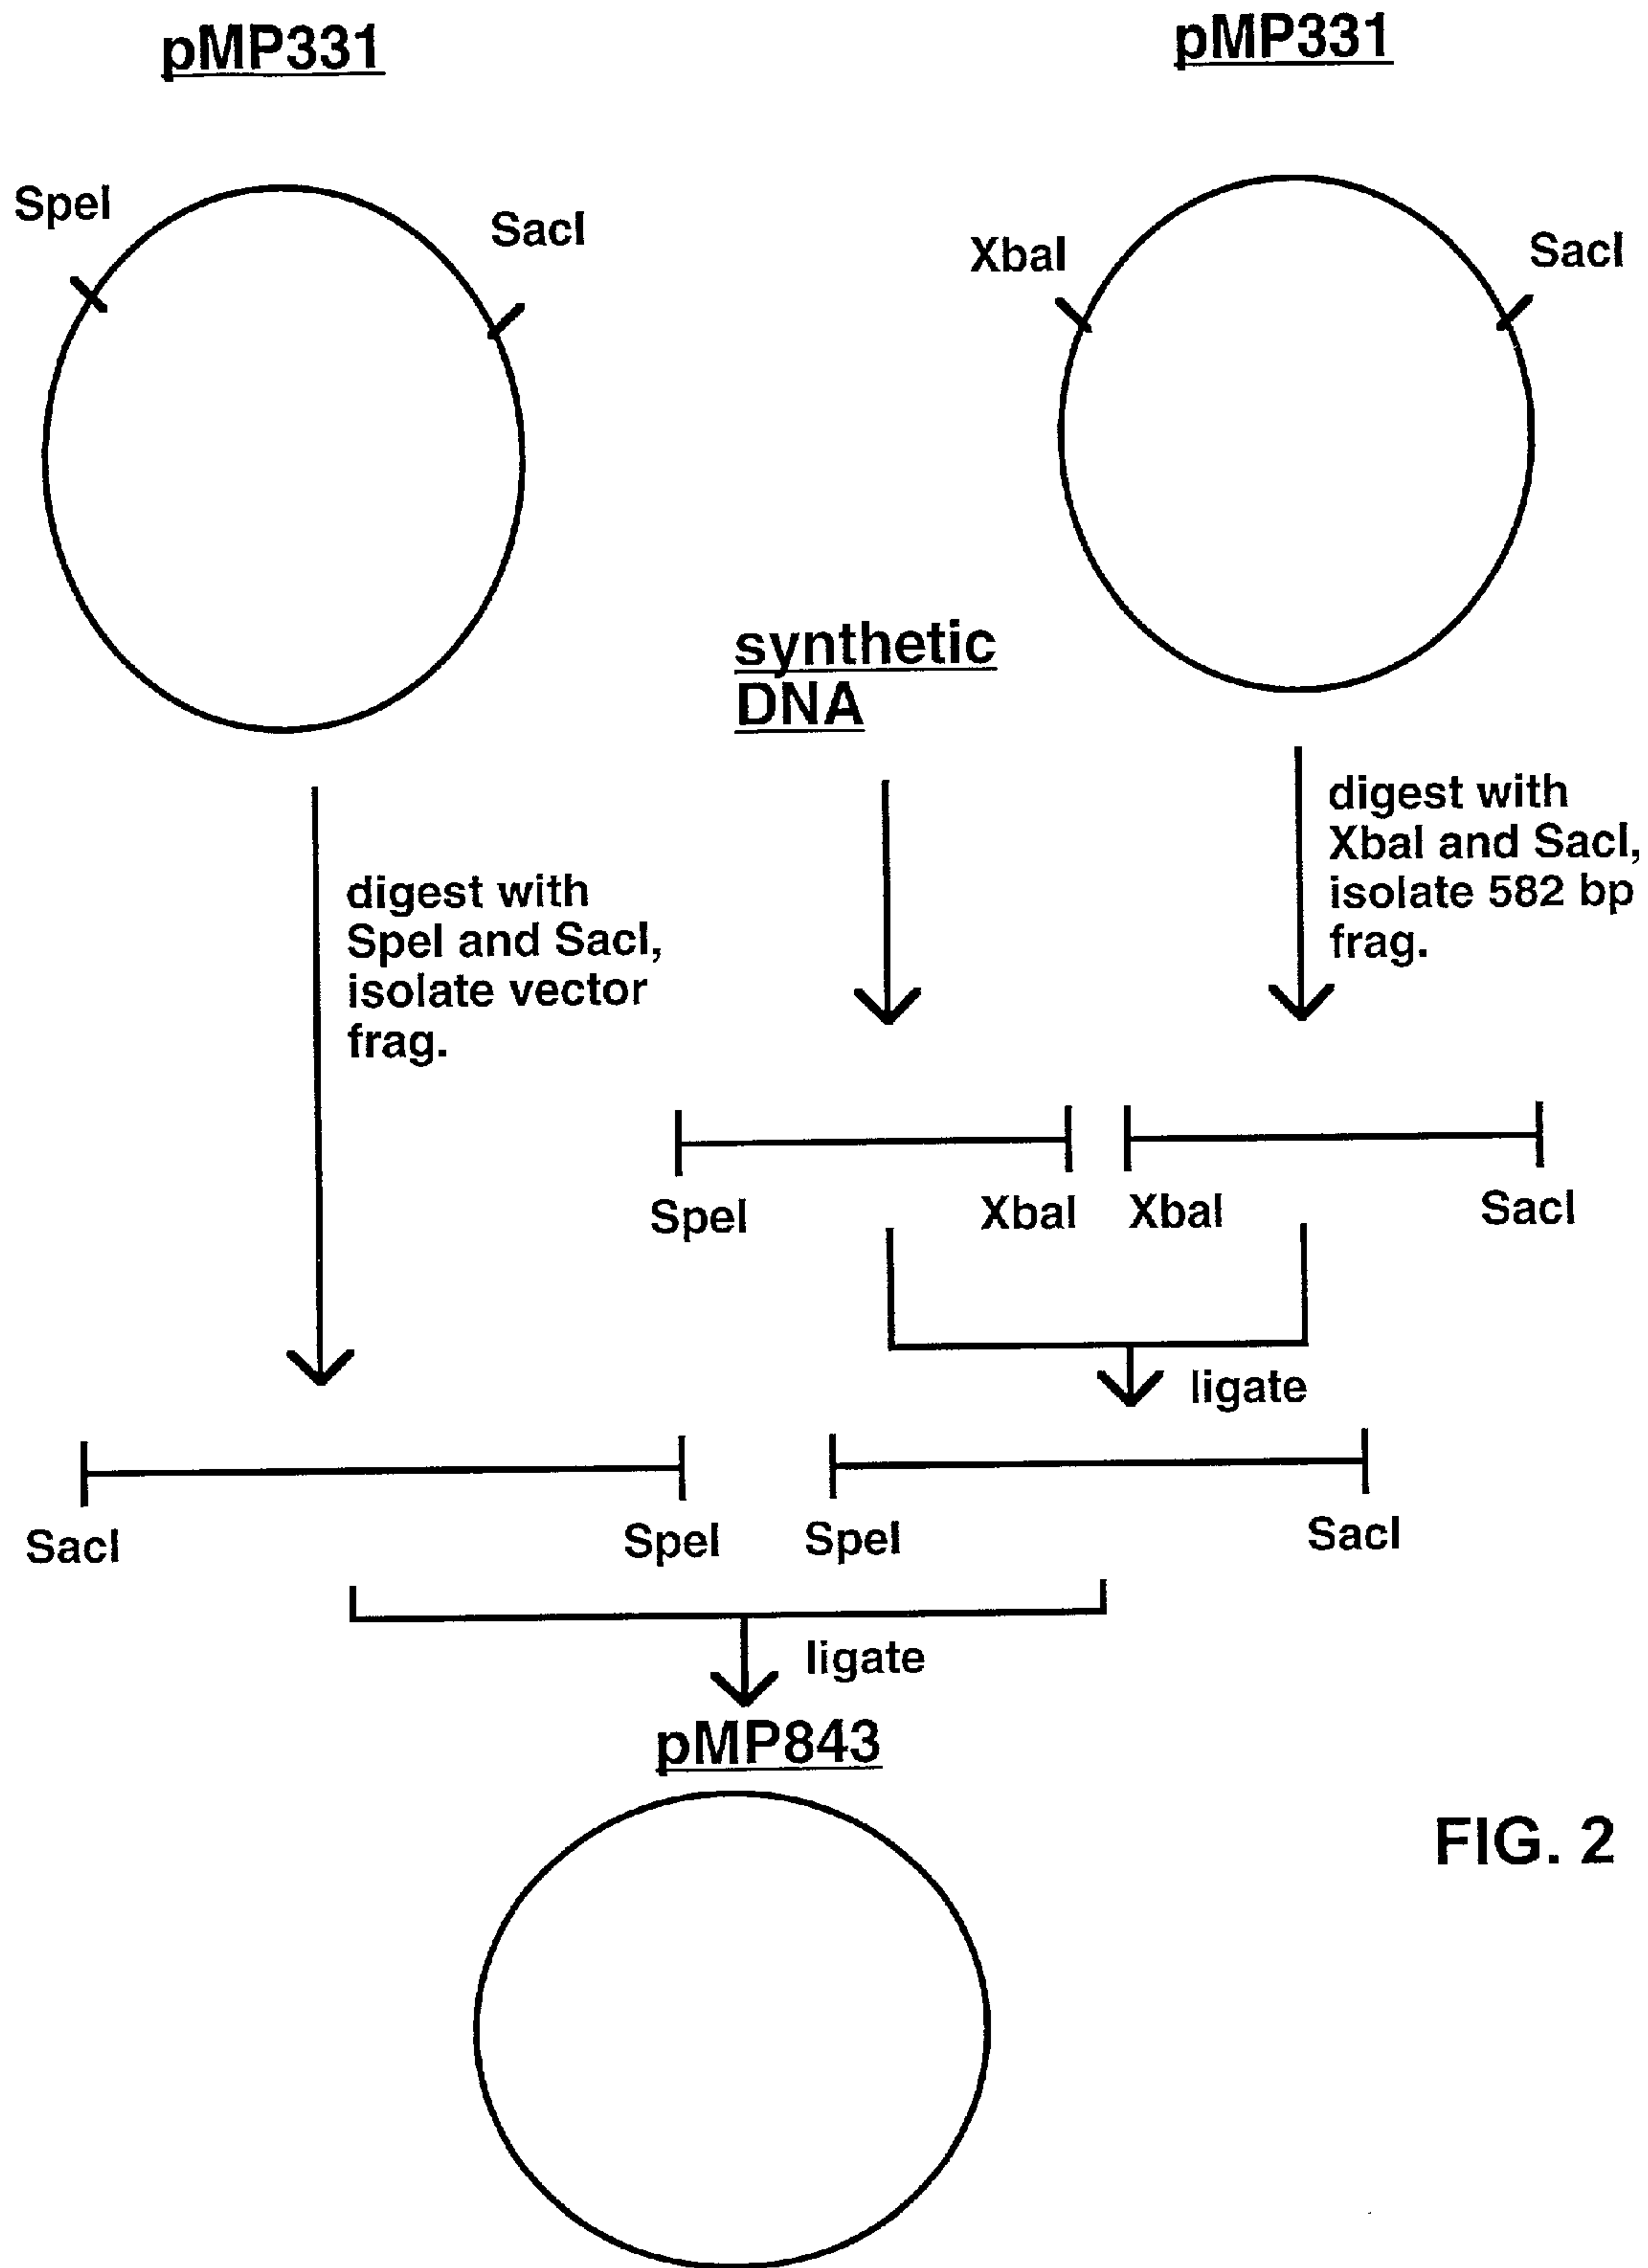 pMP331
pMP331
SpeI
SacI
XbaI
SacI
synthetic
DNA
digest with
XbaI and SacI,
isolate 582 bp
frag.
digest with
SpeI and SacI,
isolate vector
frag.
SpeI
XbaI
XbaI
SacI
ligate
SacI
SpeI
SpeI
SacI
ligate
pMP843
FIG. 2